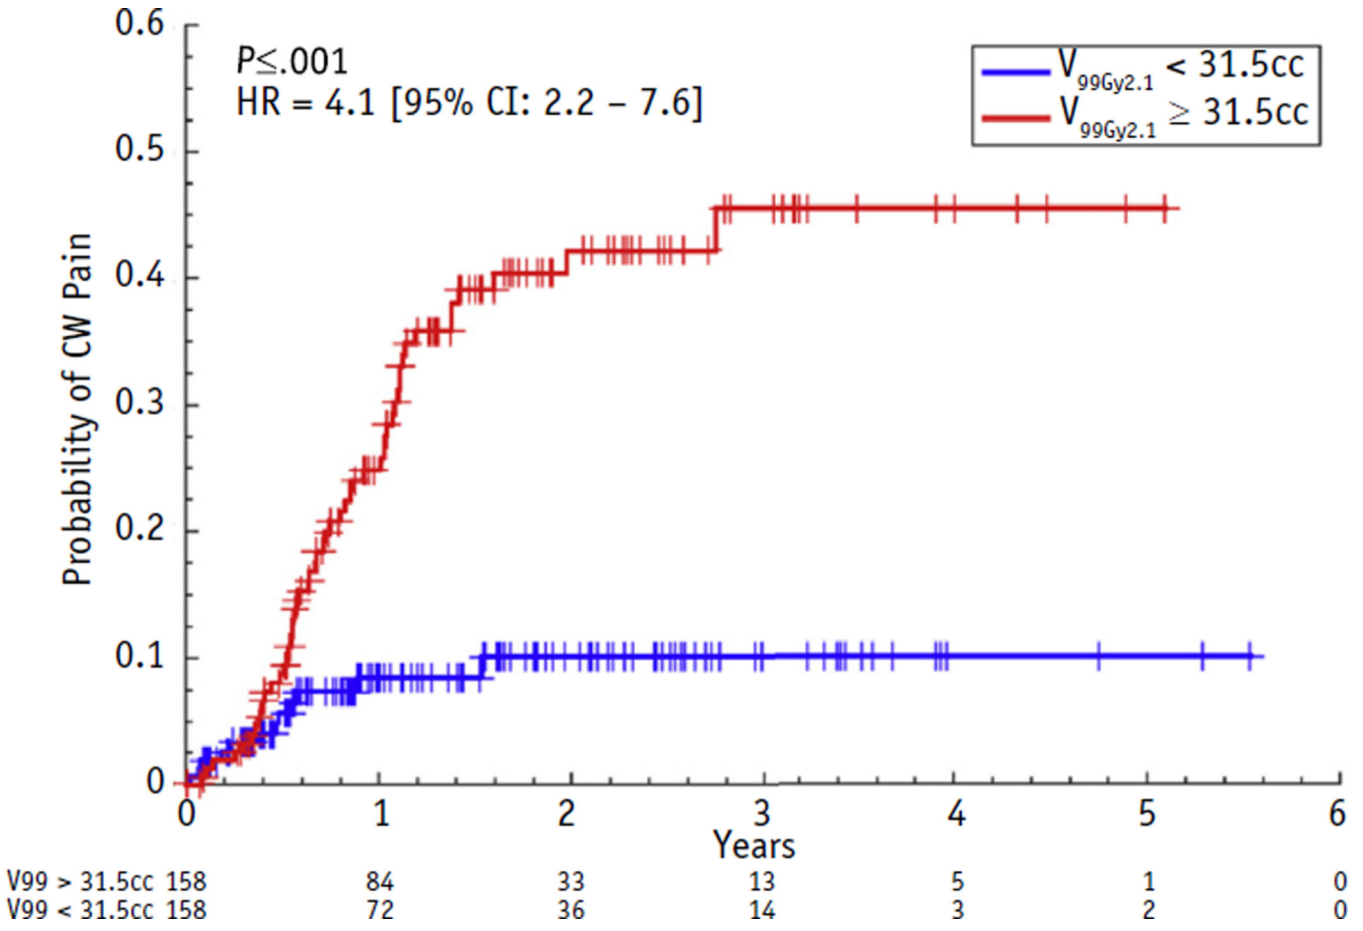 0.6
P≤.001
HR = 4.1 [95% CI: 2.2 – 7.6]
V99Gy2.1 < 31.5cc
V99Gy2.1 ≥ 31.5cc
0.5
0.4
0.3
0.2
0.1
0
Probability of CW Pain
0 1 2 3 4 5 6
Years
V99 > 31.5cc 158 84 33 13 5 1 0
V99 < 31.5cc 158 72 36 14 3 2 0